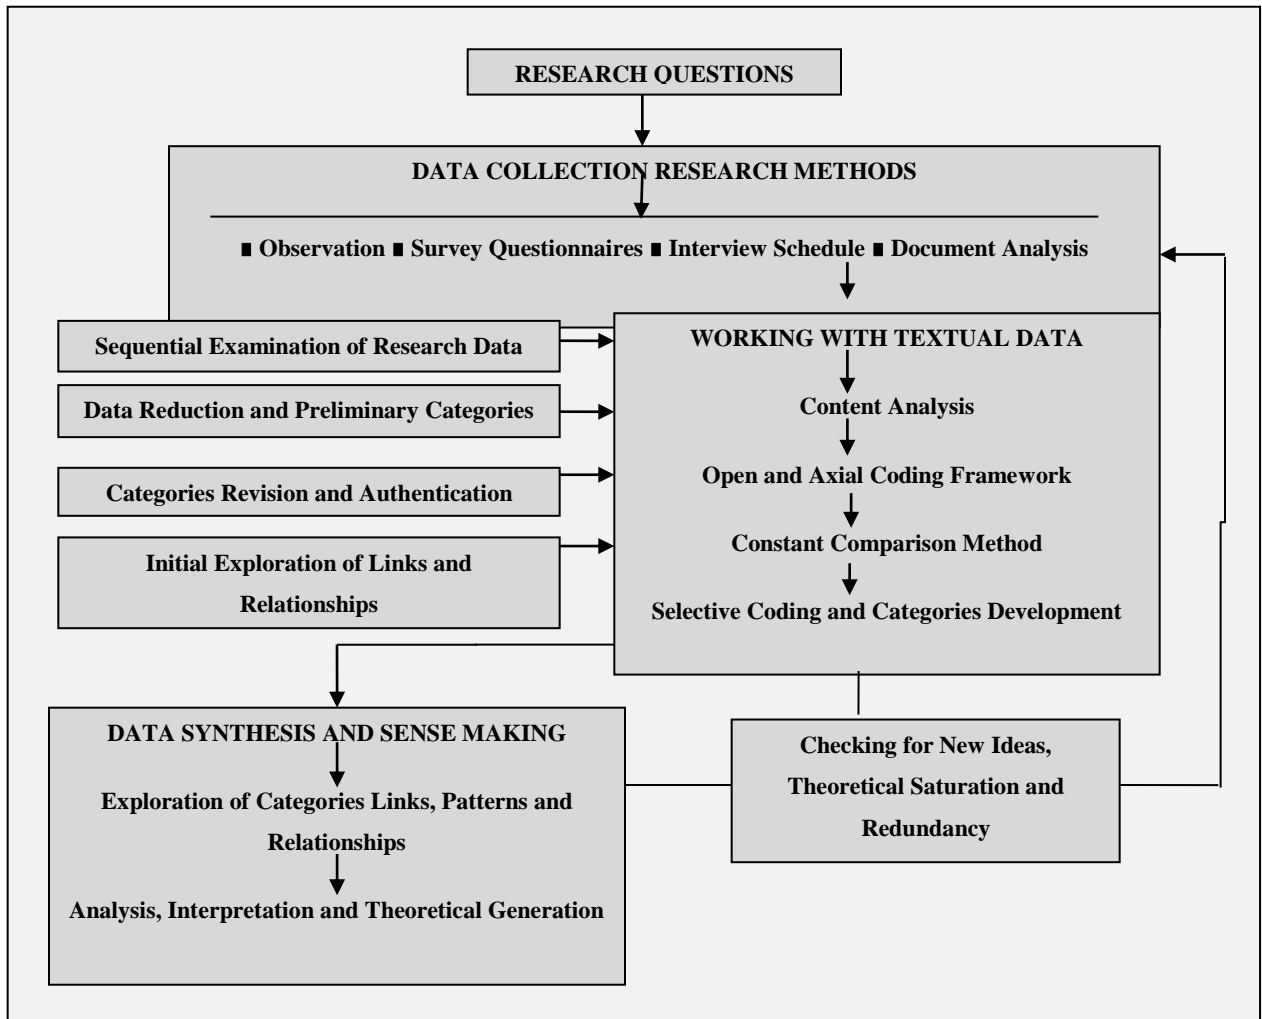 RESEARCH QUESTIONS
DATA COLLECTION RESEARCH METHODS
■ Observation ■ Survey Questionnaires ■ Interview Schedule ■ Document Analysis
Sequential Examination of Research Data
Data Reduction and Preliminary Categories
Categories Revision and Authentication
Initial Exploration of Links and
Relationships
WORKING WITH TEXTUAL DATA
Content Analysis
Open and Axial Coding Framework
Constant Comparison Method
Selective Coding and Categories Development
DATA SYNTHESIS AND SENSE MAKING
Exploration of Categories Links, Patterns and
Relationships
Analysis, Interpretation and Theoretical Generation
Checking for New Ideas,
Theoretical Saturation and
Redundancy